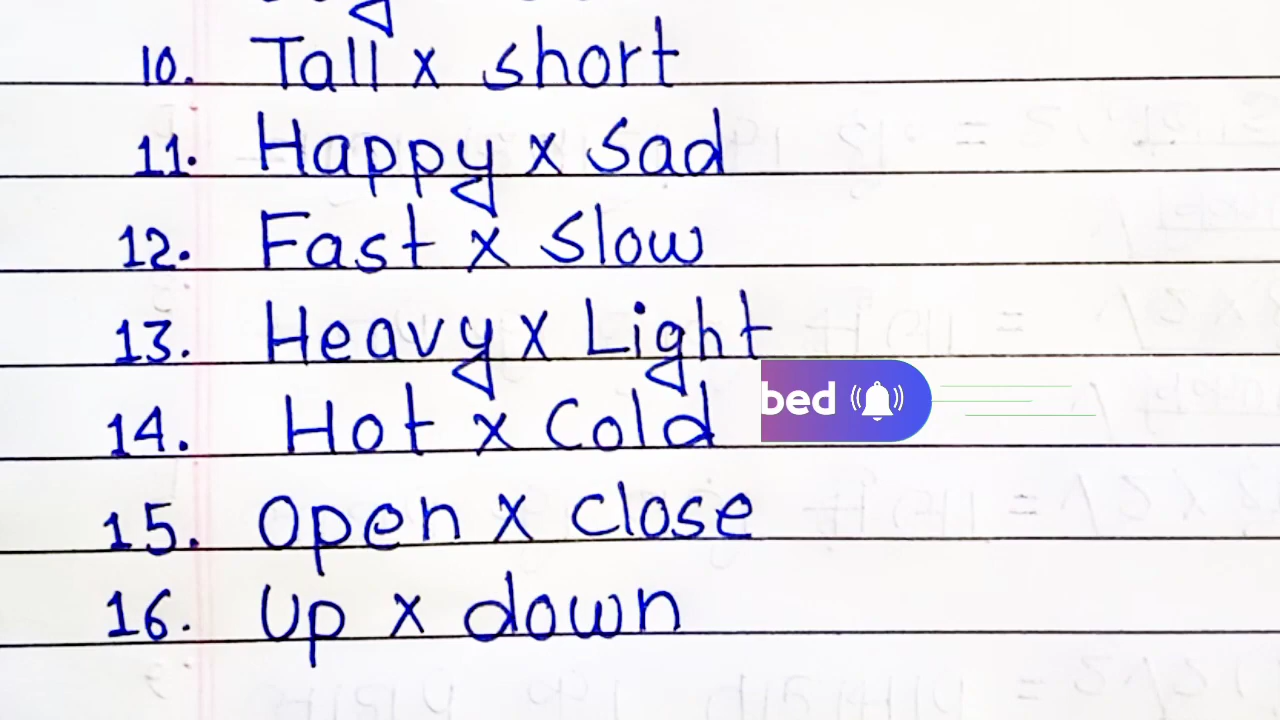 10. Tall x short
11. Happy x Sad
12. Fast x Slow
13. Heavy x Light
14. Hot x Cold
bed
15. Open x close
16. Up x down